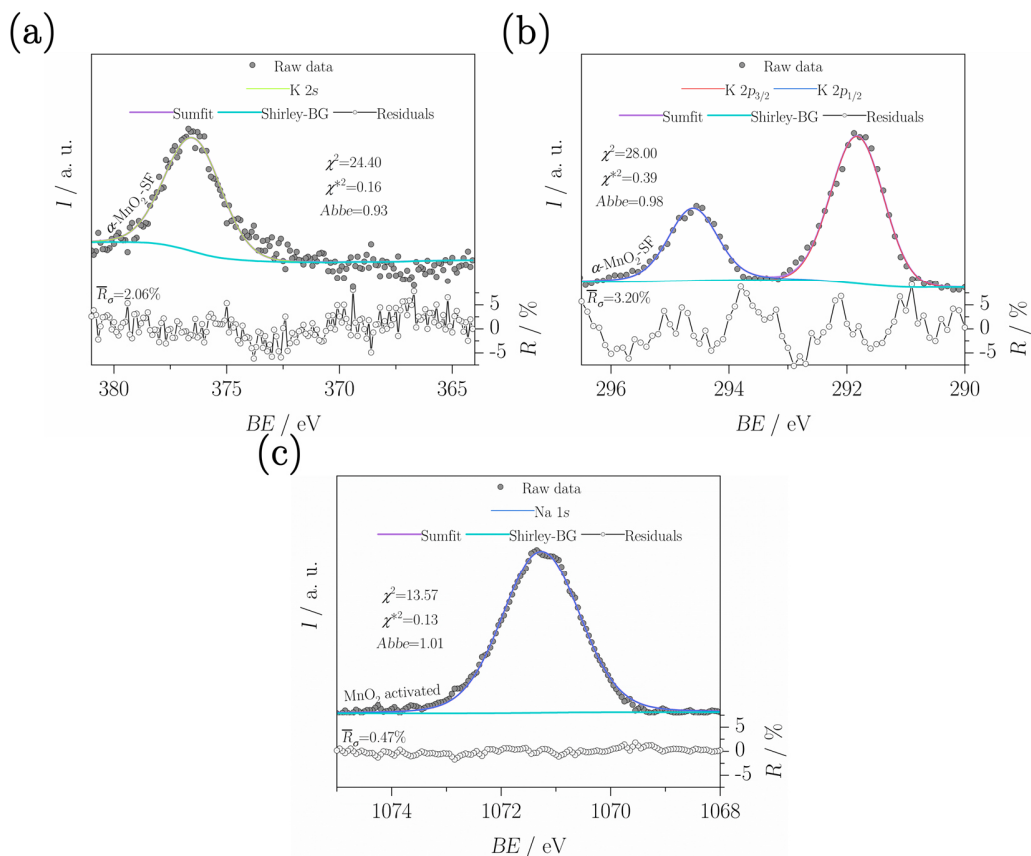 (a)
Raw data
K 2s
Sumfit Shirley-BG Residuals
χ²=24.40
χ*²=0.16
Abbe=0.93
α-MnO₂-SF
I / a. u.
R̅σ=2.06%
5
0
-5
R / %
380 375 370 365
BE / eV
(b)
Raw data
K 2p₃/₂ K 2p₁/₂
Sumfit Shirley-BG Residuals
χ²=28.00
χ*²=0.39
Abbe=0.98
α-MnO₂-SF
I / a. u.
R̅σ=3.20%
5
0
-5
R / %
296 294 292 290
BE / eV
(c)
Raw data
Na 1s
Sumfit Shirley-BG Residuals
χ²=13.57
χ*²=0.13
Abbe=1.01
MnO₂ activated
I / a. u.
R̅σ=0.47%
5
0
-5
R / %
1074 1072 1070 1068
BE / eV